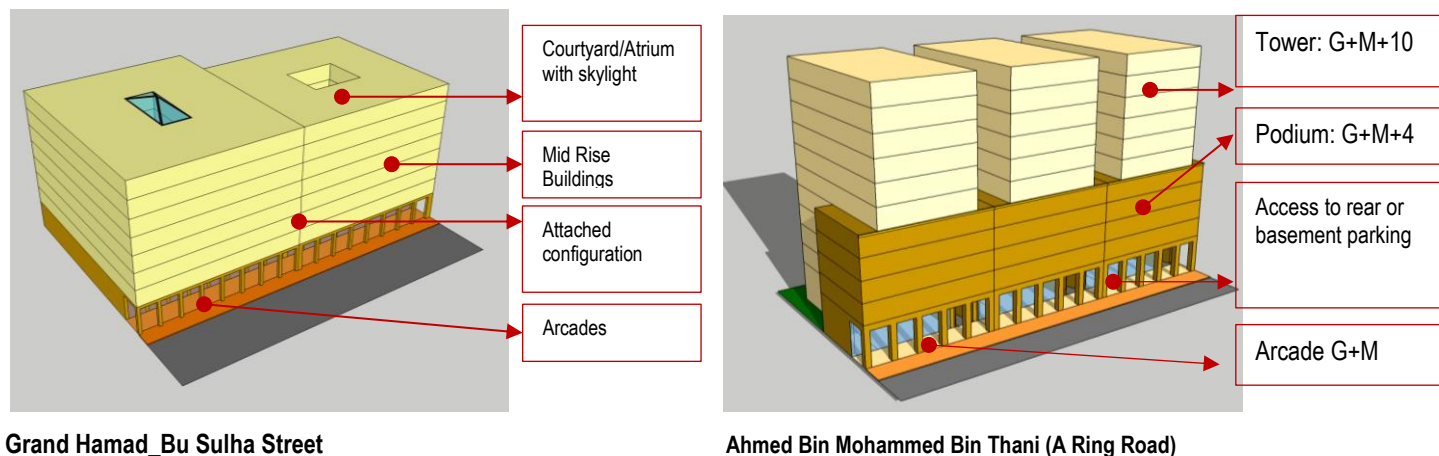 Courtyard/Atrium
with skylight
Mid Rise
Buildings
Attached
configuration
Arcades
Grand Hamad_Bu Sulha Street
Tower: G+M+10
Podium: G+M+4
Access to rear or
basement parking
Arcade G+M
Ahmed Bin Mohammed Bin Thani (A Ring Road)